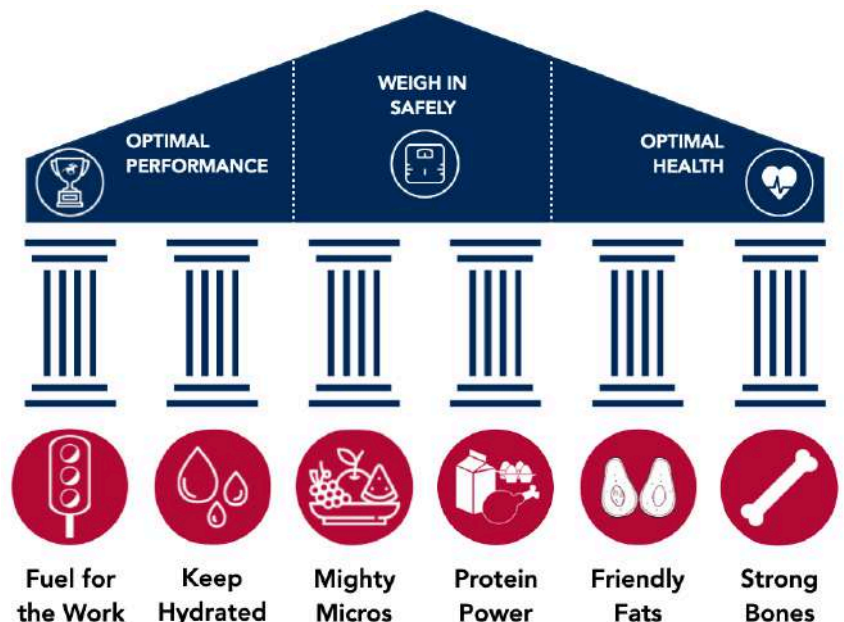 WEIGH IN
SAFELY
OPTIMAL
PERFORMANCE
OPTIMAL
HEALTH
Fuel for
the Work
Keep
Hydrated
Mighty
Micros
Protein
Power
Friendly
Fats
Strong
Bones